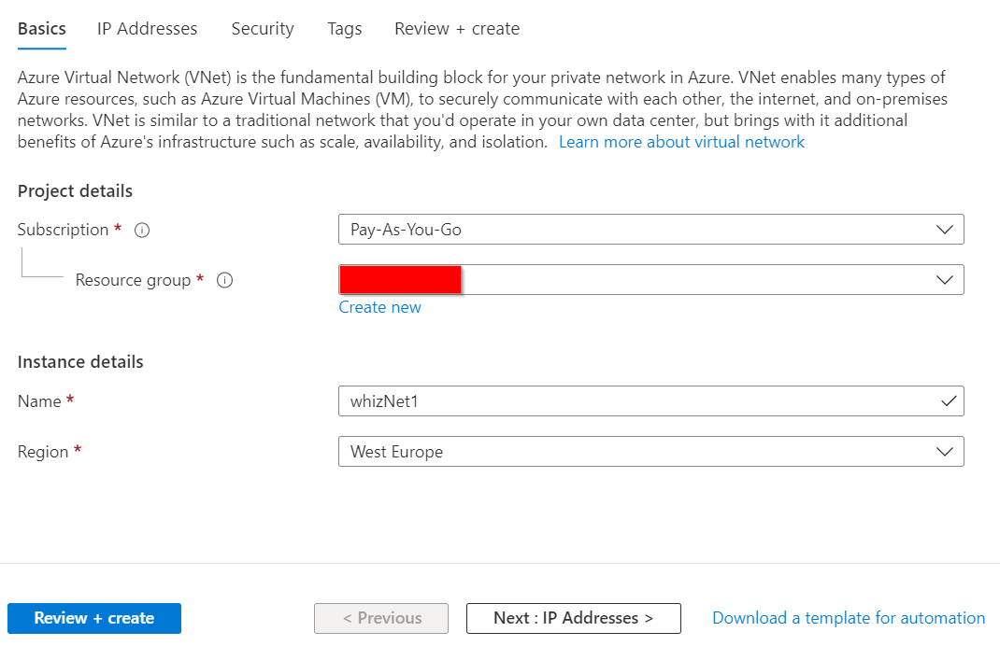 Basics IP Addresses Security Tags Review + create
Azure Virtual Network (VNet) is the fundamental building block for your private network in Azure. VNet enables many types of
Azure resources, such as Azure Virtual Machines (VM), to securely communicate with each other, the internet, and on-premises
networks. VNet is similar to a traditional network that you'd operate in your own data center, but brings with it additional
benefits of Azure's infrastructure such as scale, availability, and isolation. Learn more about virtual network
Project details
Subscription * Pay-As-You-Go
Resource group *
Create new
Instance details
Name * whizNet1
Region * West Europe
Review + create < Previous Next : IP Addresses > Download a template for automation